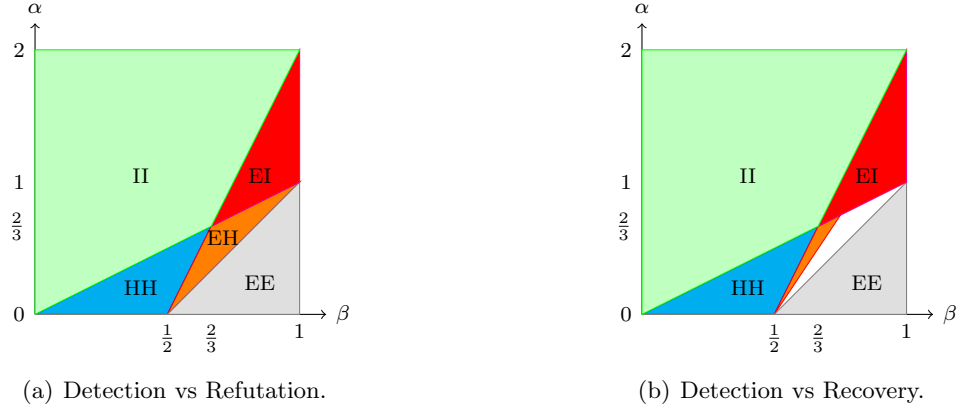 α
2
II
1
EI
2/3
EH
HH
EE
0
1/2
2/3
1
β
(a) Detection vs Refutation.
α
2
II
1
EI
2/3
HH
EE
0
1/2
2/3
1
β
(b) Detection vs Recovery.